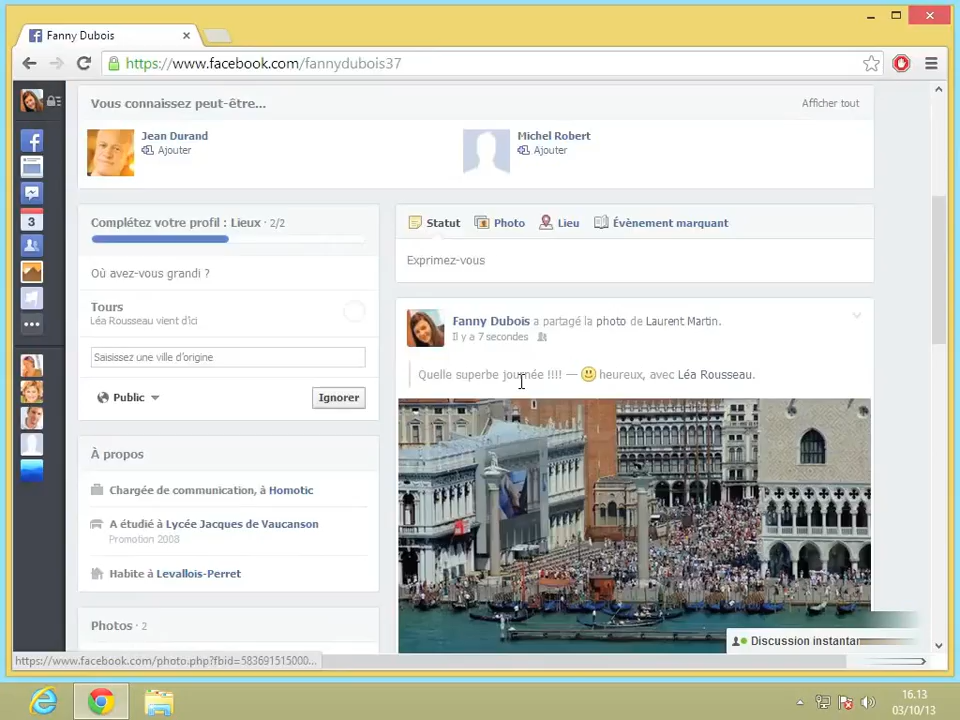 Fanny Dubois
https://www.facebook.com/fannydubois37
Vous connaissez peut-être...
Afficher tout
Jean Durand
Ajouter
Michel Robert
Ajouter
Complétez votre profil : Lieux · 2/2
Où avez-vous grandi ?
Tours
Léa Rousseau vient d'ici
Saisissez une ville d'origine
Public
Ignorer
À propos
Chargée de communication, à Homotic
A étudié à Lycée Jacques de Vaucanson
Promotion 2008
Habite à Levallois-Perret
Photos · 2
Statut Photo Lieu Évènement marquant
Exprimez-vous
Fanny Dubois a partagé la photo de Laurent Martin.
Il y a 7 secondes
Quelle superbe journée !!!! — heureux, avec Léa Rousseau.
3
Discussion instantan
https://www.facebook.com/photo.php?fbid=583691515000...
16.13
03/10/13